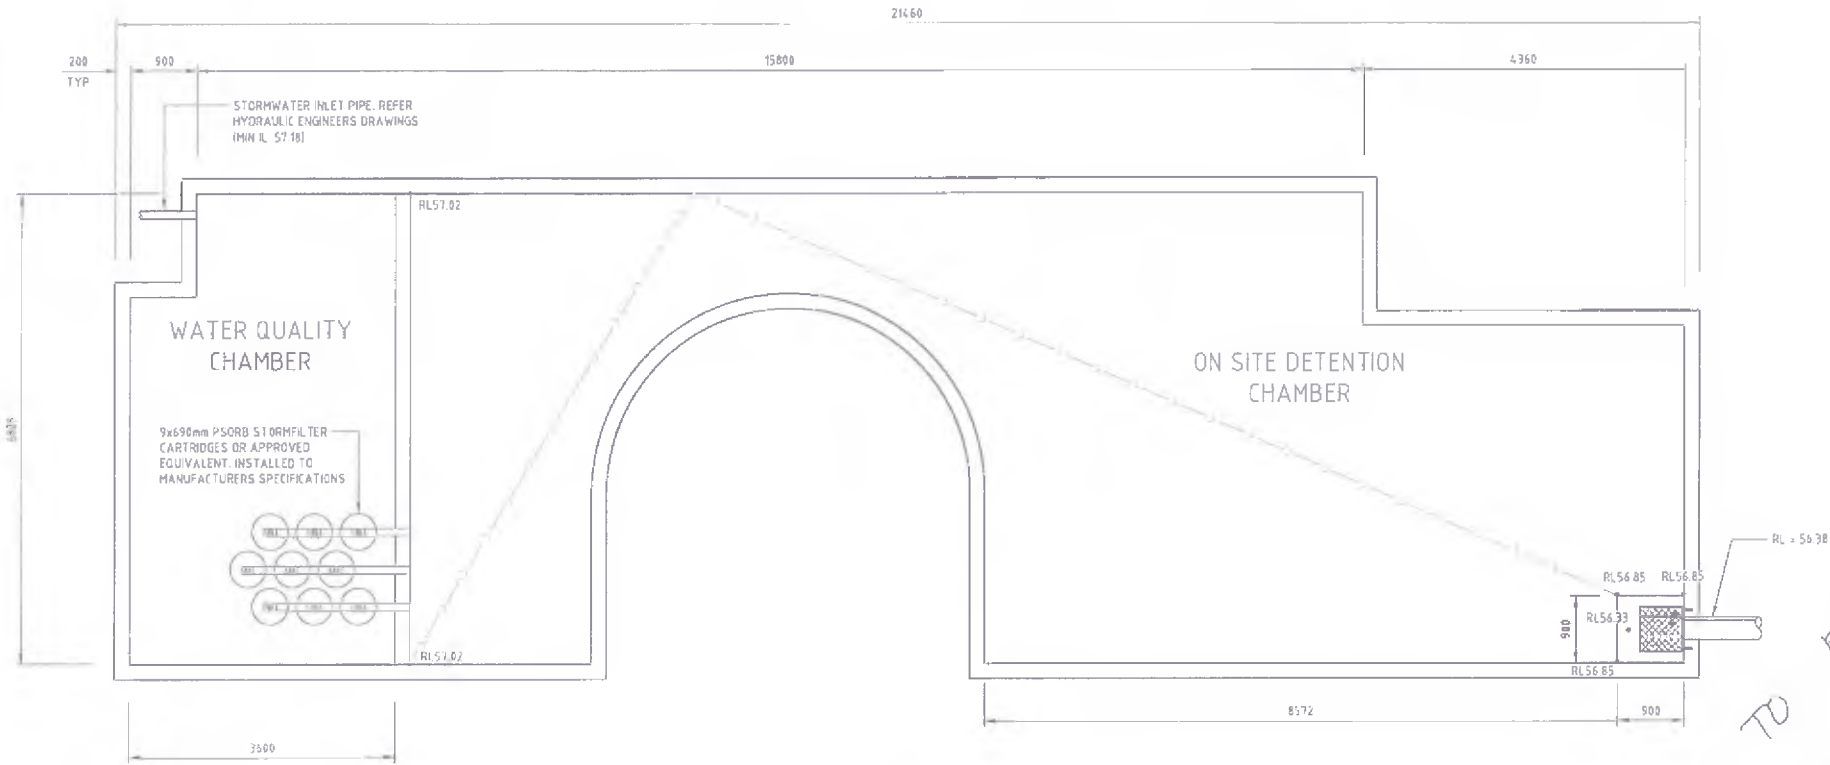 21460
200
TYP
900
15800
4360
STORMWATER INLET PIPE. REFER
HYDRAULIC ENGINEERS DRAWINGS
(MIN IL 57.18)
RL57.02
WATER QUALITY
CHAMBER
ON SITE DETENTION
CHAMBER
9x690mm PSORB STORMFILTER
CARTRIDGES OR APPROVED
EQUIVALENT. INSTALLED TO
MANUFACTURERS SPECIFICATIONS
RL = 56.38
RL56.85
RL56.85
RL56.33
900
RL57.02
RL56.85
8572
900
TO
3600